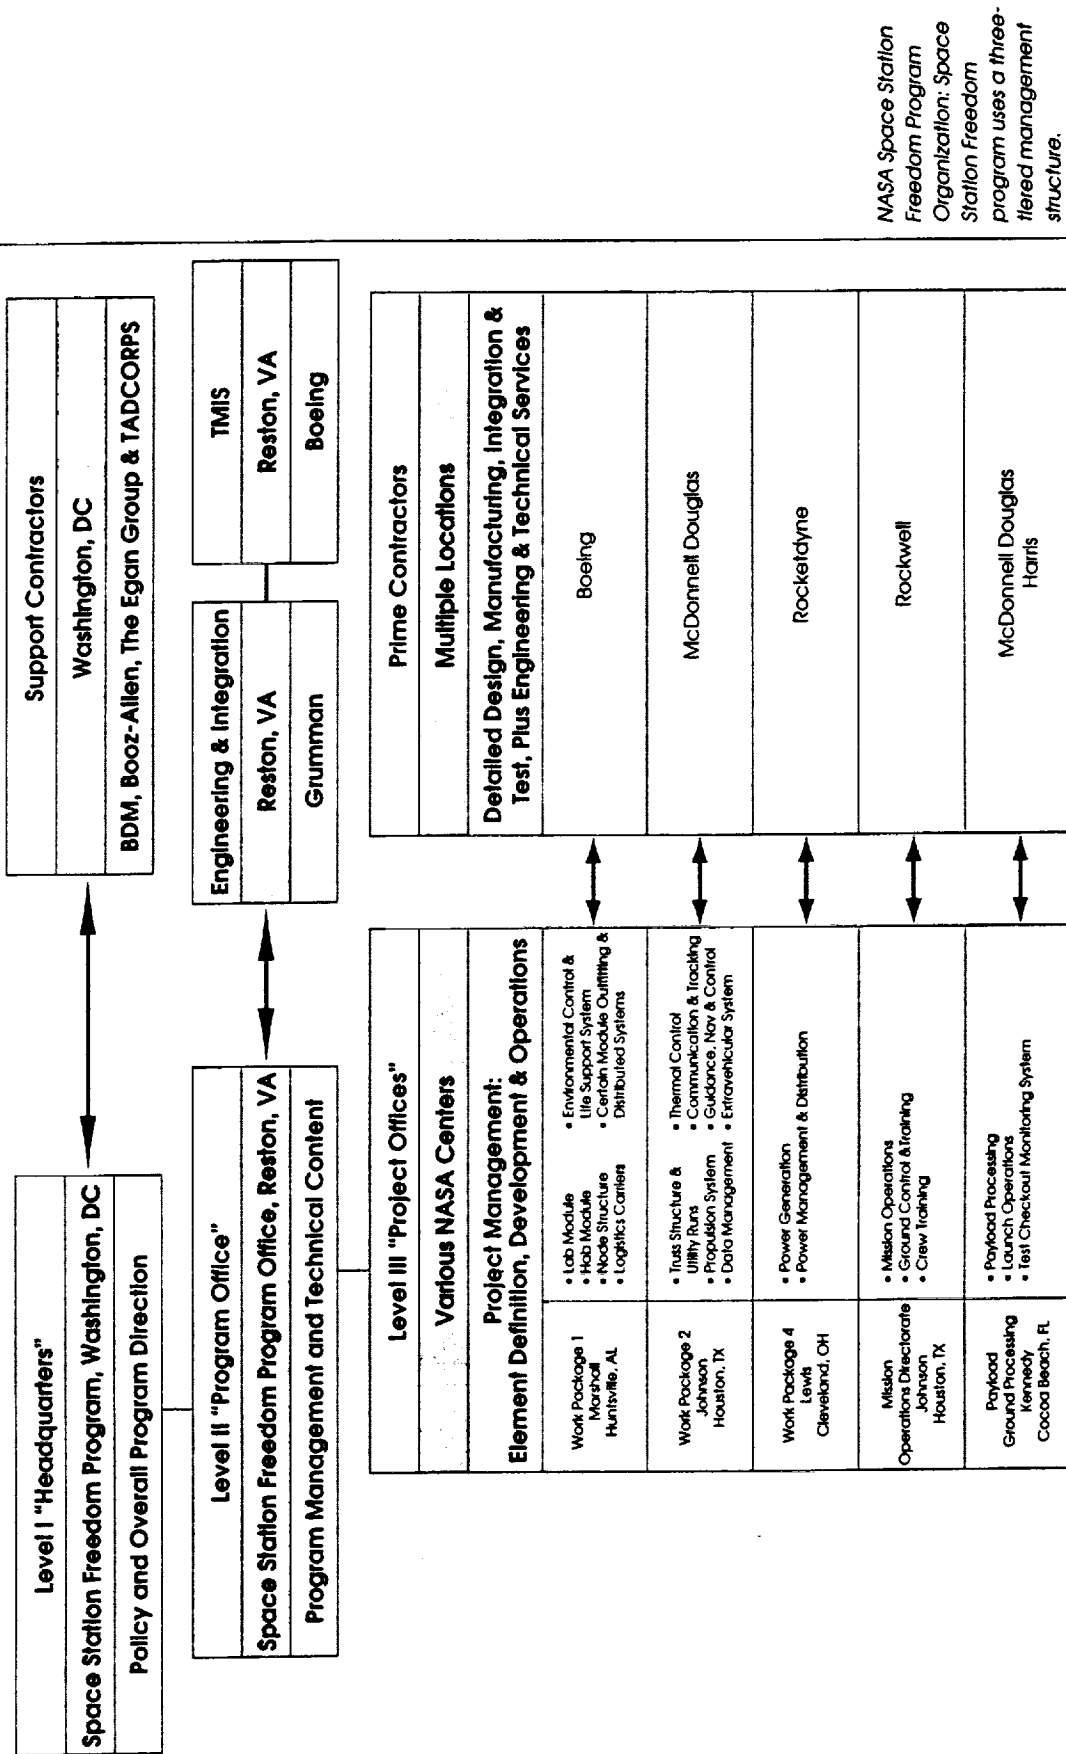 Level I "Headquarters"
Space Station Freedom Program, Washington, DC
Policy and Overall Program Direction
Support Contractors
Washington, DC
BDM, Booz-Allen, The Egan Group & TADCORPS
Level II "Program Office"
Space Station Freedom Program Office, Reston, VA
Program Management and Technical Content
Engineering & Integration
Reston, VA
Grumman
TMIS
Reston, VA
Boeing
Level III "Project Offices"
Various NASA Centers
Project Management:
Element Definition, Development & Operations
Prime Contractors
Multiple Locations
Detailed Design, Manufacturing, Integration &
Test, Plus Engineering & Technical Services
Work Package 1
Marshall
Huntsville, AL
• Lab Module
• Hab Module
• Node Structure
• Logistics Carriers
• Environmental Control &
Life Support System
• Certain Module Outfitting &
Distributed Systems
Boeing
Work Package 2
Johnson
Houston, TX
• Truss Structure &
Utility Runs
• Propulsion System
• Data Management
• Thermal Control
• Communication & Tracking
• Guidance, Nav & Control
• Extravehicular System
McDonnell Douglas
Work Package 4
Lewis
Cleveland, OH
• Power Generation
• Power Management & Distribution
Rocketdyne
Mission
Operations Directorate
Johnson
Houston, TX
• Mission Operations
• Ground Control &Training
• Crew Training
Rockwell
Payload
Ground Processing
Kennedy
Cocoa Beach, FL
• Payload Processing
• Launch Operations
• Test Checkout Monitoring System
McDonnell Douglas
Harris
NASA Space Station
Freedom Program
Organization: Space
Station Freedom
program uses a three-
tiered management
structure.